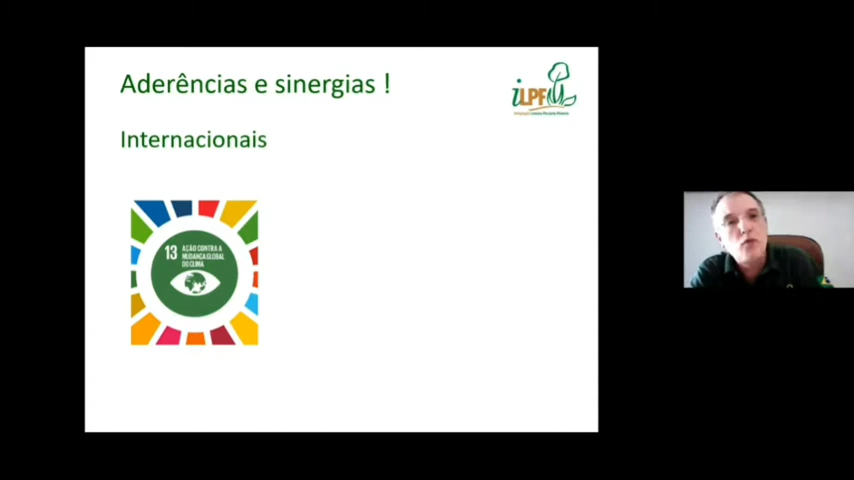 Aderências e sinergias !
iLPF
Internacionais
13 AÇÃO CONTRA A
MUDANÇA GLOBAL
DO CLIMA